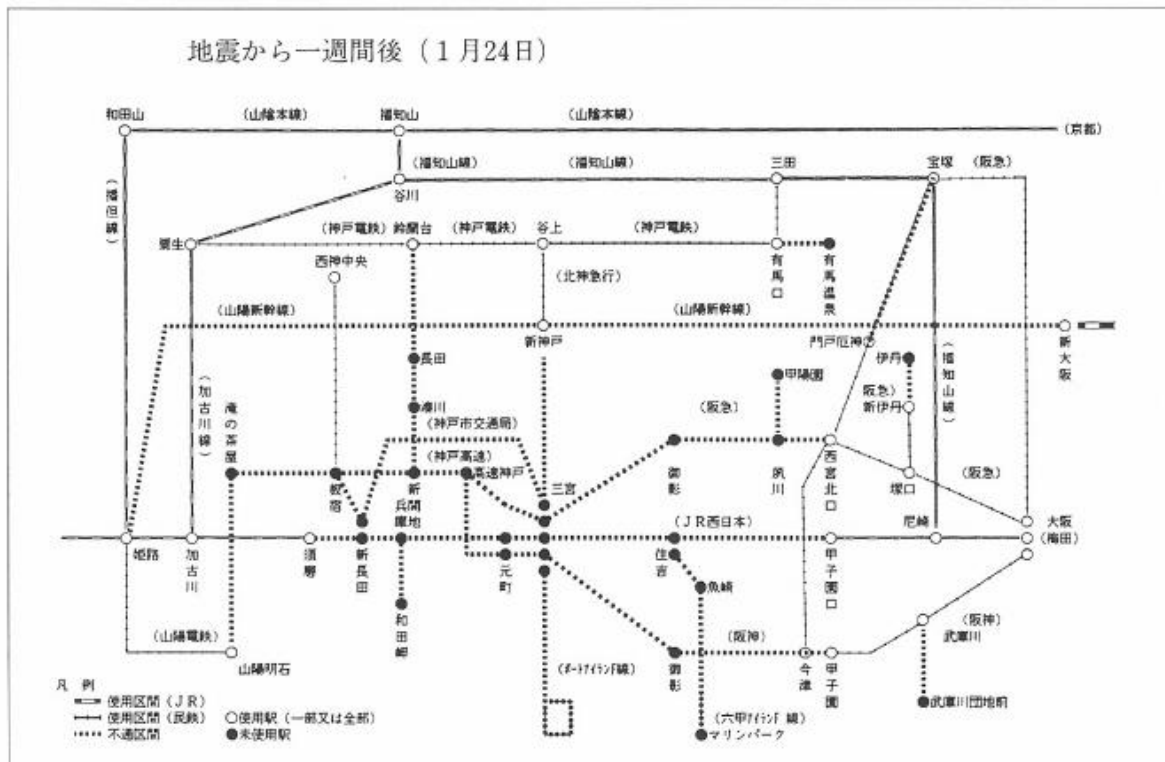 地震から一週間後（１月24日）
和田山
（山陰本線）
福知山
（山陰本線）
（京都）
（福知山線）
（福知山線）
三田
宝塚
（阪急）
谷川
（播但線）
粟生
（神戸電鉄）
鈴蘭台
（神戸電鉄）
谷上
（神戸電鉄）
西神中央
（北神急行）
有馬口
有馬温泉
（山陽新幹線）
（山陽新幹線）
新神戸
門戸厄神
新大阪
長田
伊丹
（福知山線）
甲陽園
（加古川線）
滝の茶屋
湊川
（阪急）
阪急）
新伊丹
（神戸市交通局）
（神戸高速）
高速神戸
三宮
御影
夙川
西宮北口
塚口
（阪急）
板宿
新開地
兵庫
（ＪＲ西日本）
尼崎
大阪
（梅田）
姫路
加古川
須磨
新長田
元町
住吉
甲子園口
魚崎
和田岬
（山陽電鉄）
山陽明石
（ポートアイランド線）
御影
（阪神）
今津
甲子園
（阪神）
武庫川
武庫川団地前
（六甲アイランド 線）
マリンパーク
凡 例
使用区間（ＪＲ）
使用区間（民鉄）
○使用駅（一部又は全部）
不通区間
●未使用駅